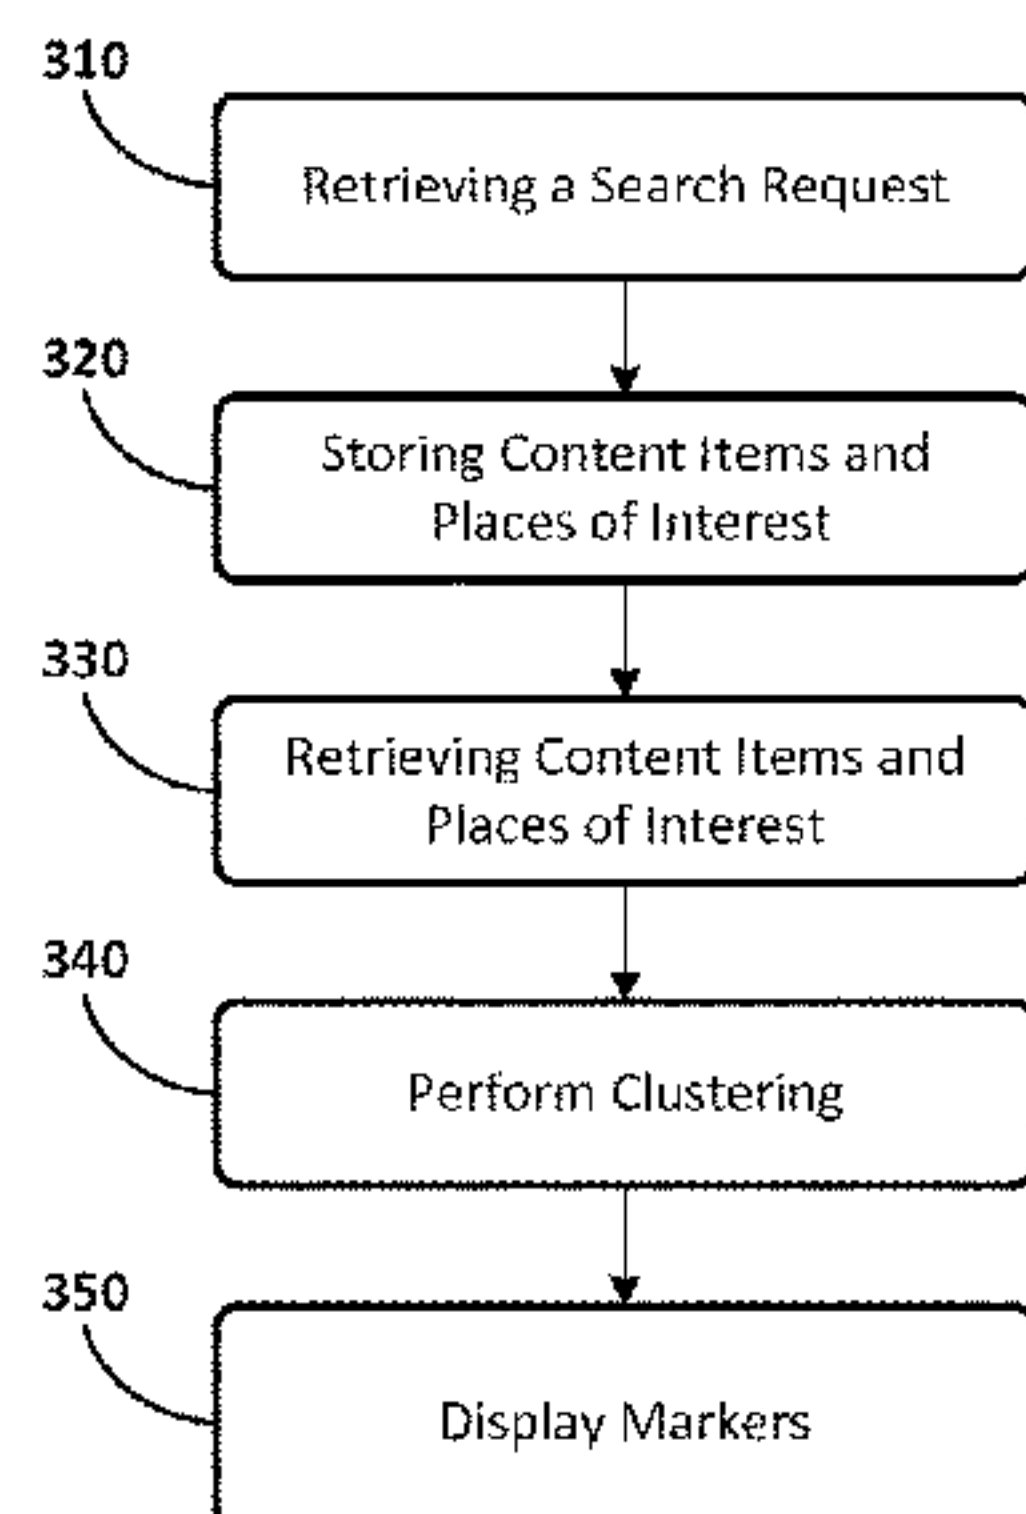 310
Retrieving a Search Request
320
Storing Content Items and
Places of Interest
330
Retrieving Content Items and
Places of Interest
340
Perform Clustering
350
Display Markers